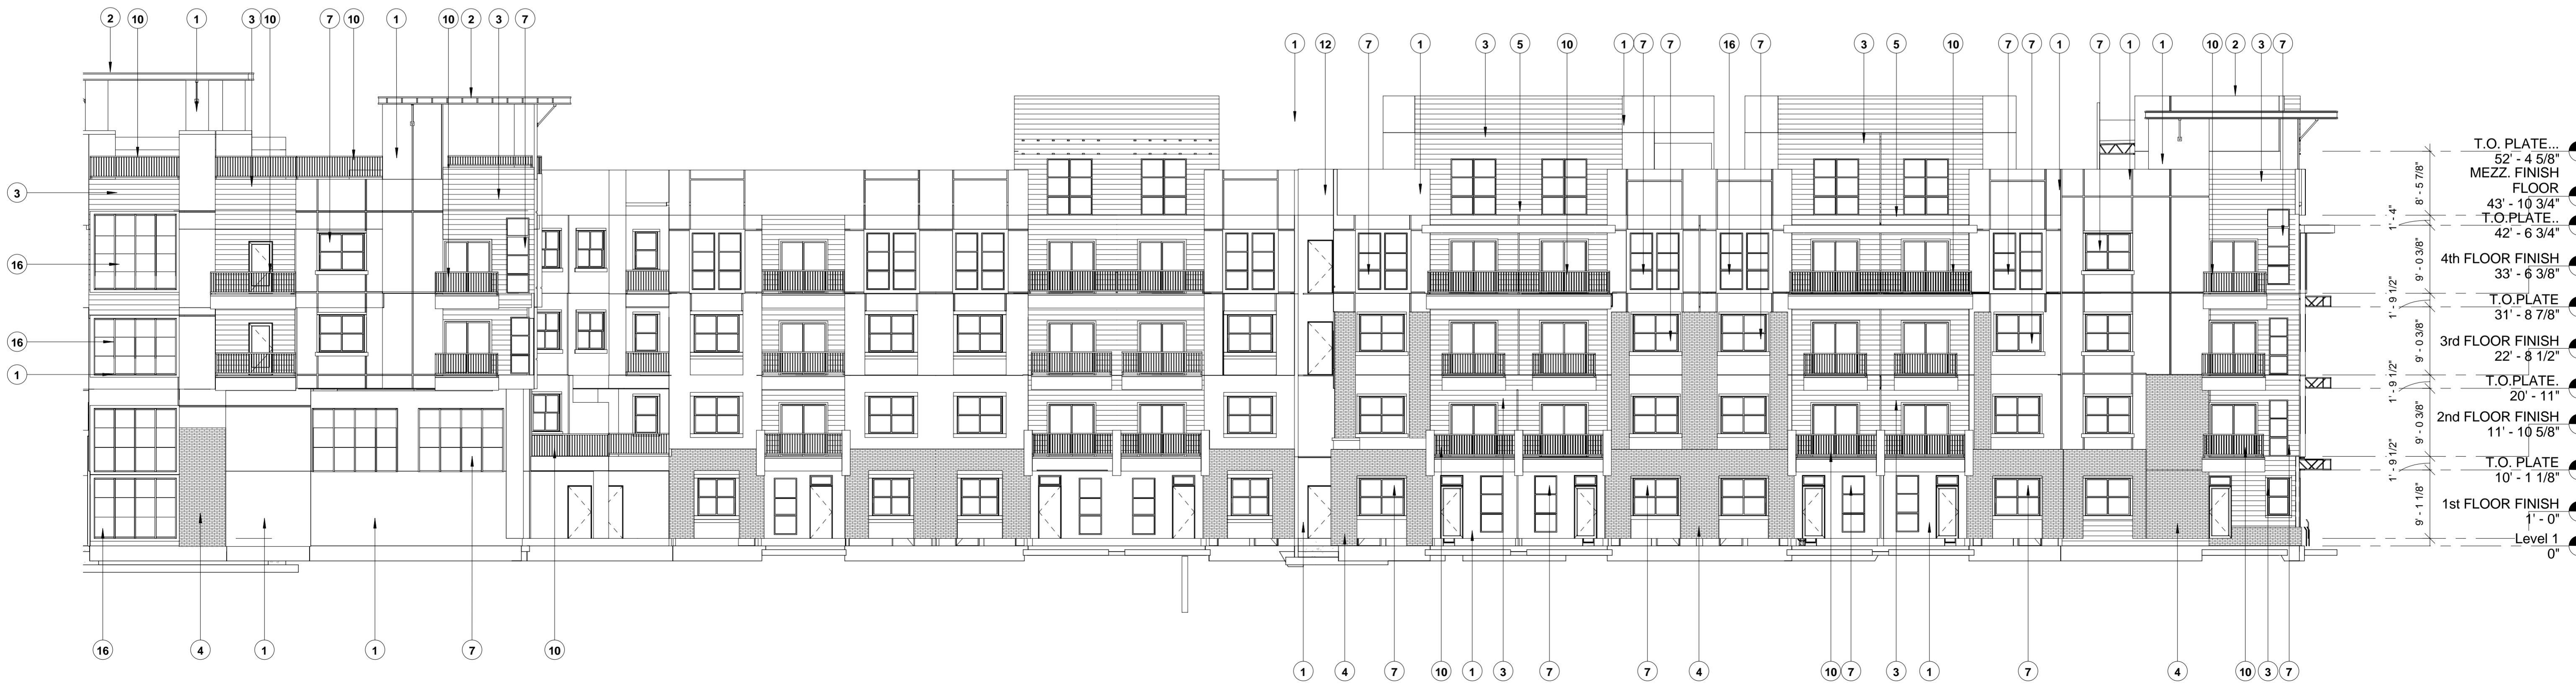 2 10 1 3 10 7 10 1 10 2 3 7
1 12 7 1 3 5 10 1 7 7 16 7 3 5 10 7 7 1 7 1 1 10 2 3 7
3
16
16
1
T.O. PLATE...
52' - 4 5/8"
MEZZ. FINISH
FLOOR
43' - 10 3/4"
T.O.PLATE..
42' - 6 3/4"
4th FLOOR FINISH
33' - 6 3/8"
T.O.PLATE
31' - 8 7/8"
3rd FLOOR FINISH
22' - 8 1/2"
T.O.PLATE.
20' - 11"
2nd FLOOR FINISH
11' - 10 5/8"
T.O. PLATE
10' - 1 1/8"
1st FLOOR FINISH
1' - 0"
Level 1
0"
8' - 5 7/8"
1' - 4"
9' - 0 3/8"
1' - 9 1/2"
9' - 0 3/8"
1' - 9 1/2"
9' - 0 3/8"
1' - 9 1/2"
9' - 1 1/8"
16 4 1 1 7 10
1 4 7 10 1 3 7 7 4 10 7 3 1 7 4 10 3 7